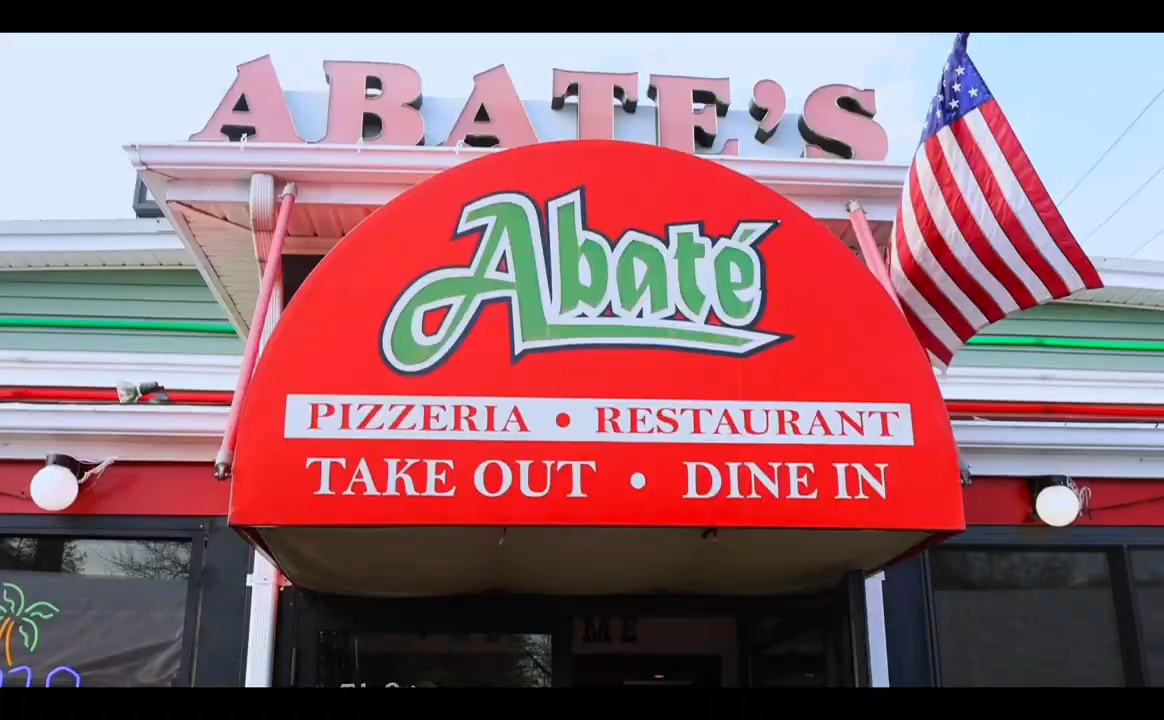 ABATE'S
Abaté
PIZZERIA • RESTAURANT
TAKE OUT • DINE IN